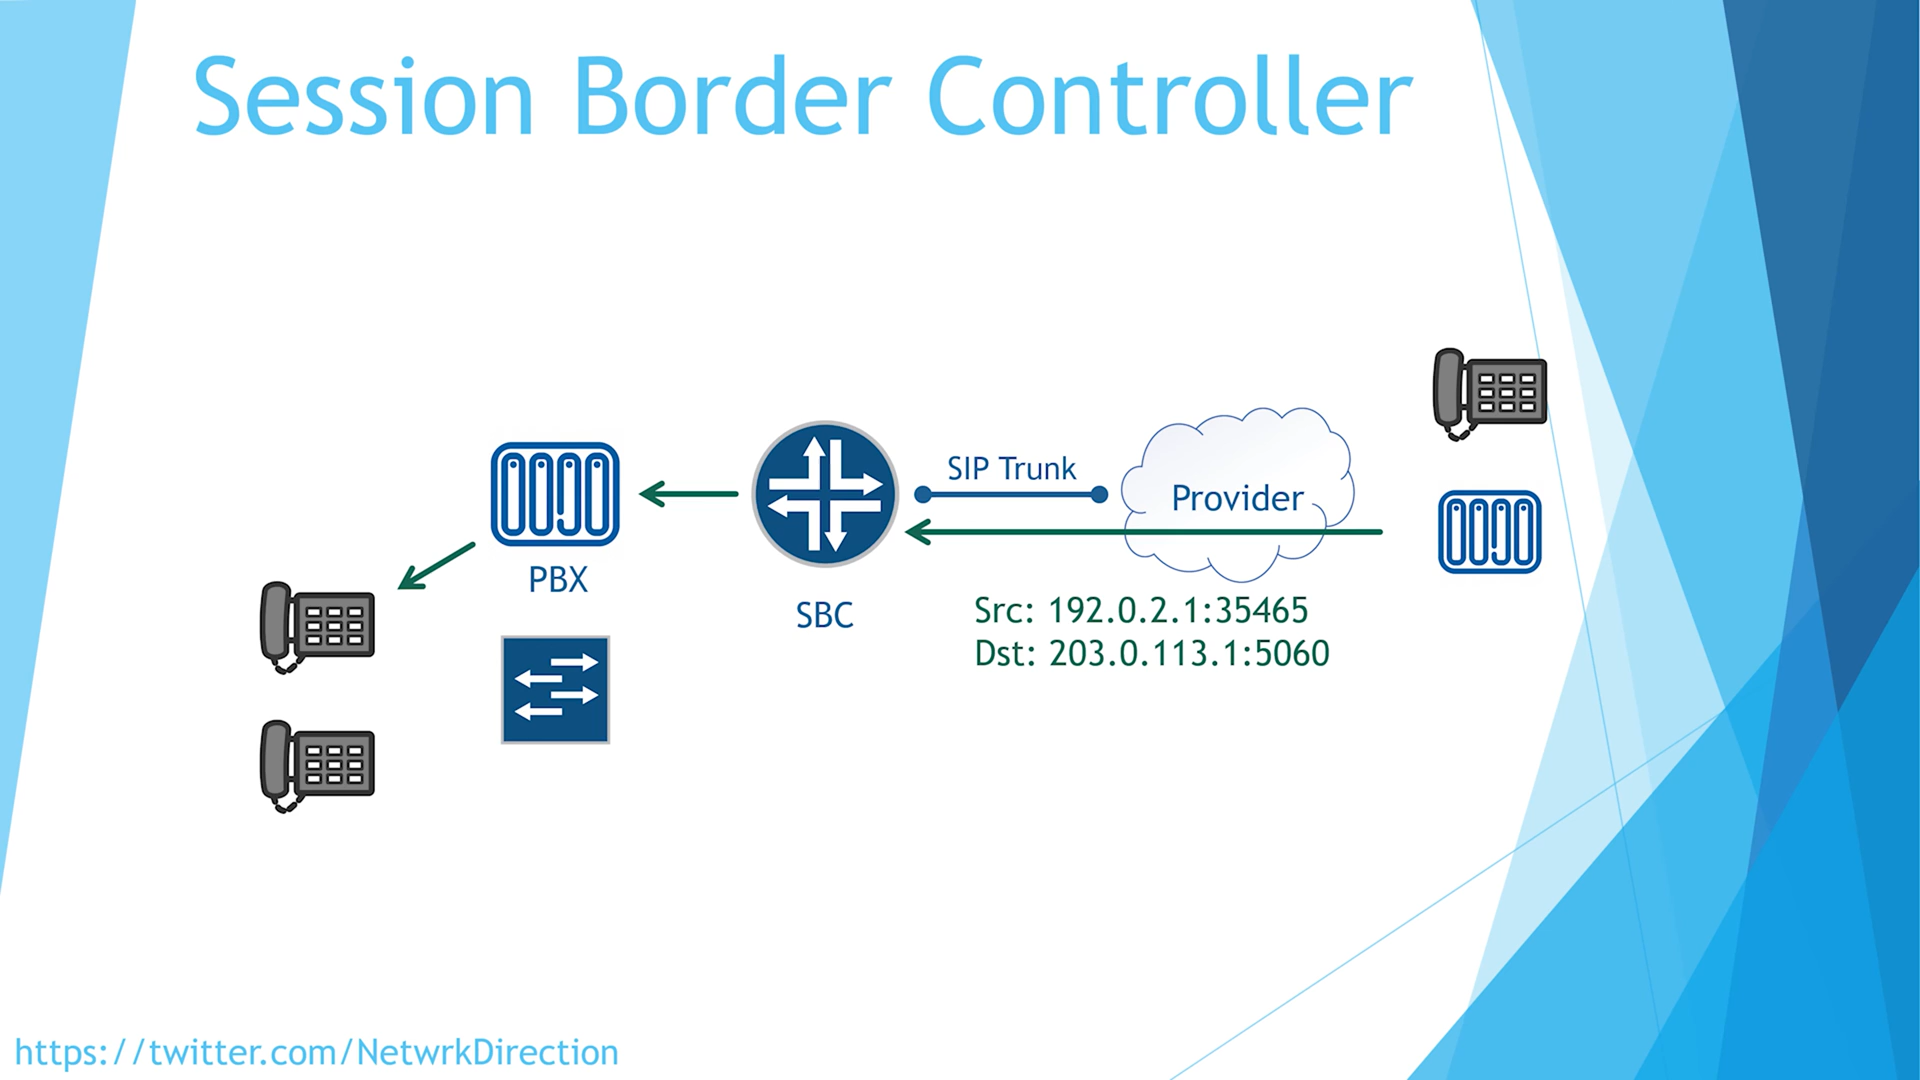 Session Border Controller
SIP Trunk
Provider
PBX
SBC
Src: 192.0.2.1:35465
Dst: 203.0.113.1:5060
https://twitter.com/NetwrkDirection